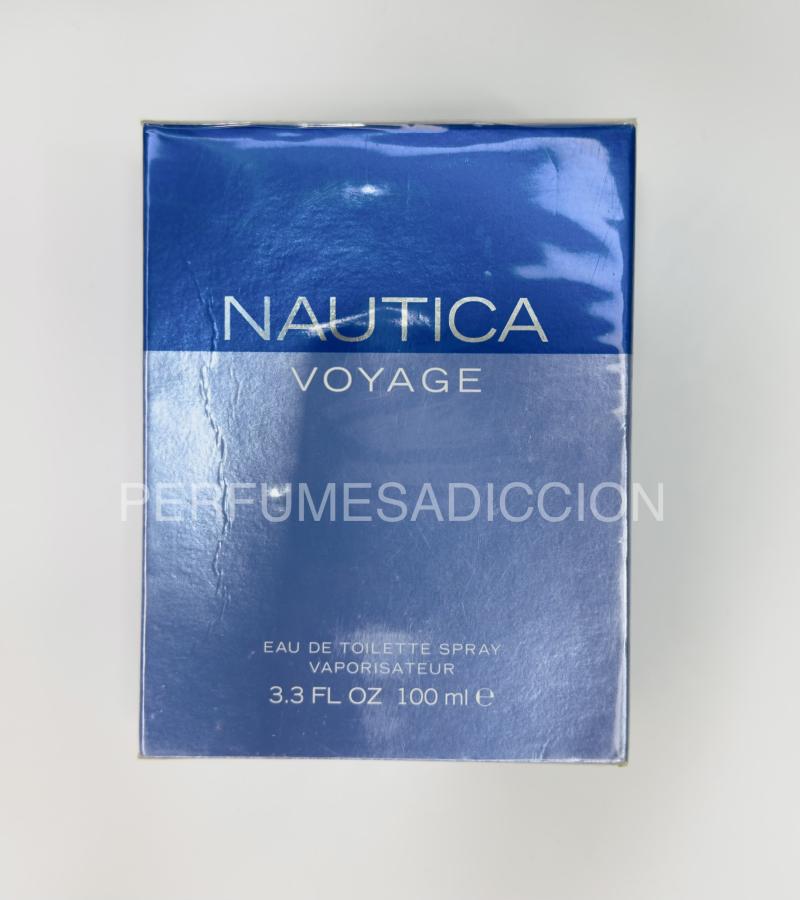 NAUTICA
VOYAGE
PERFUMESADICCION
EAU DE TOILETTE SPRAY
VAPORISATEUR
3.3 FL OZ 100 ml ℮